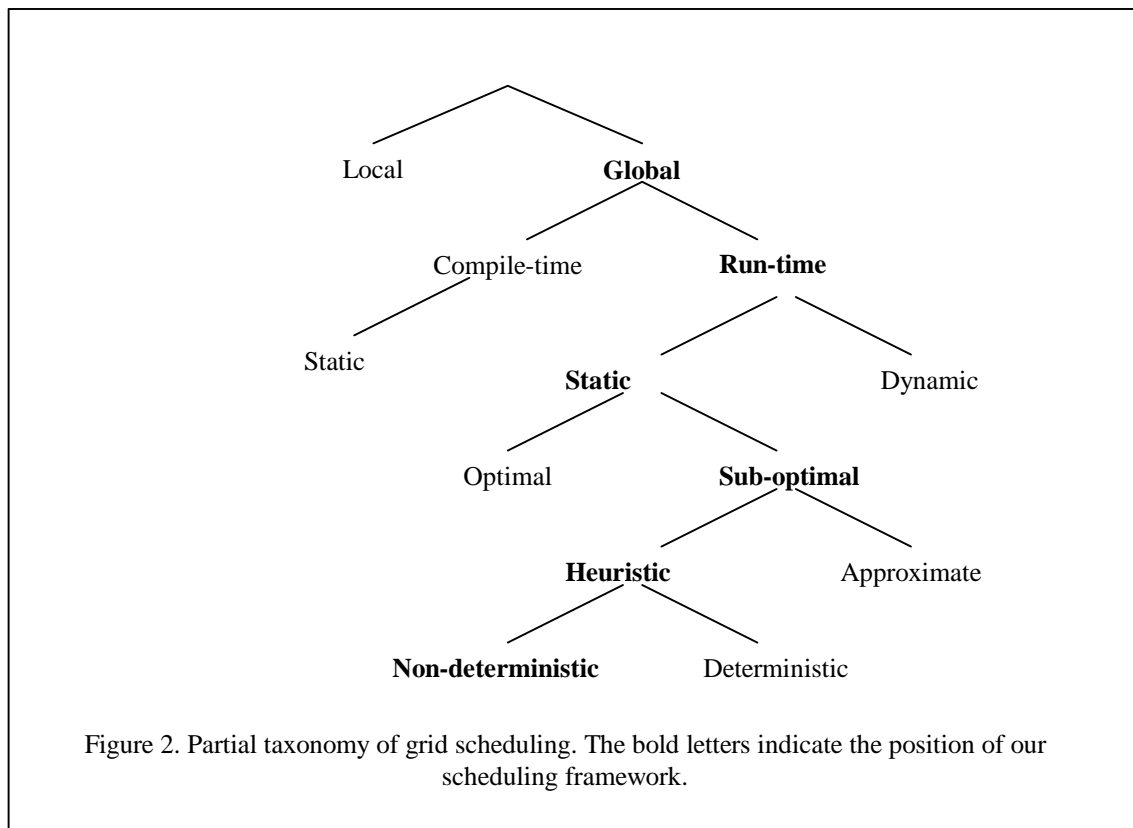 Local
Global
Compile-time
Run-time
Static
Static
Dynamic
Optimal
Sub-optimal
Heuristic
Approximate
Non-deterministic
Deterministic
Figure 2. Partial taxonomy of grid scheduling. The bold letters indicate the position of our
scheduling framework.